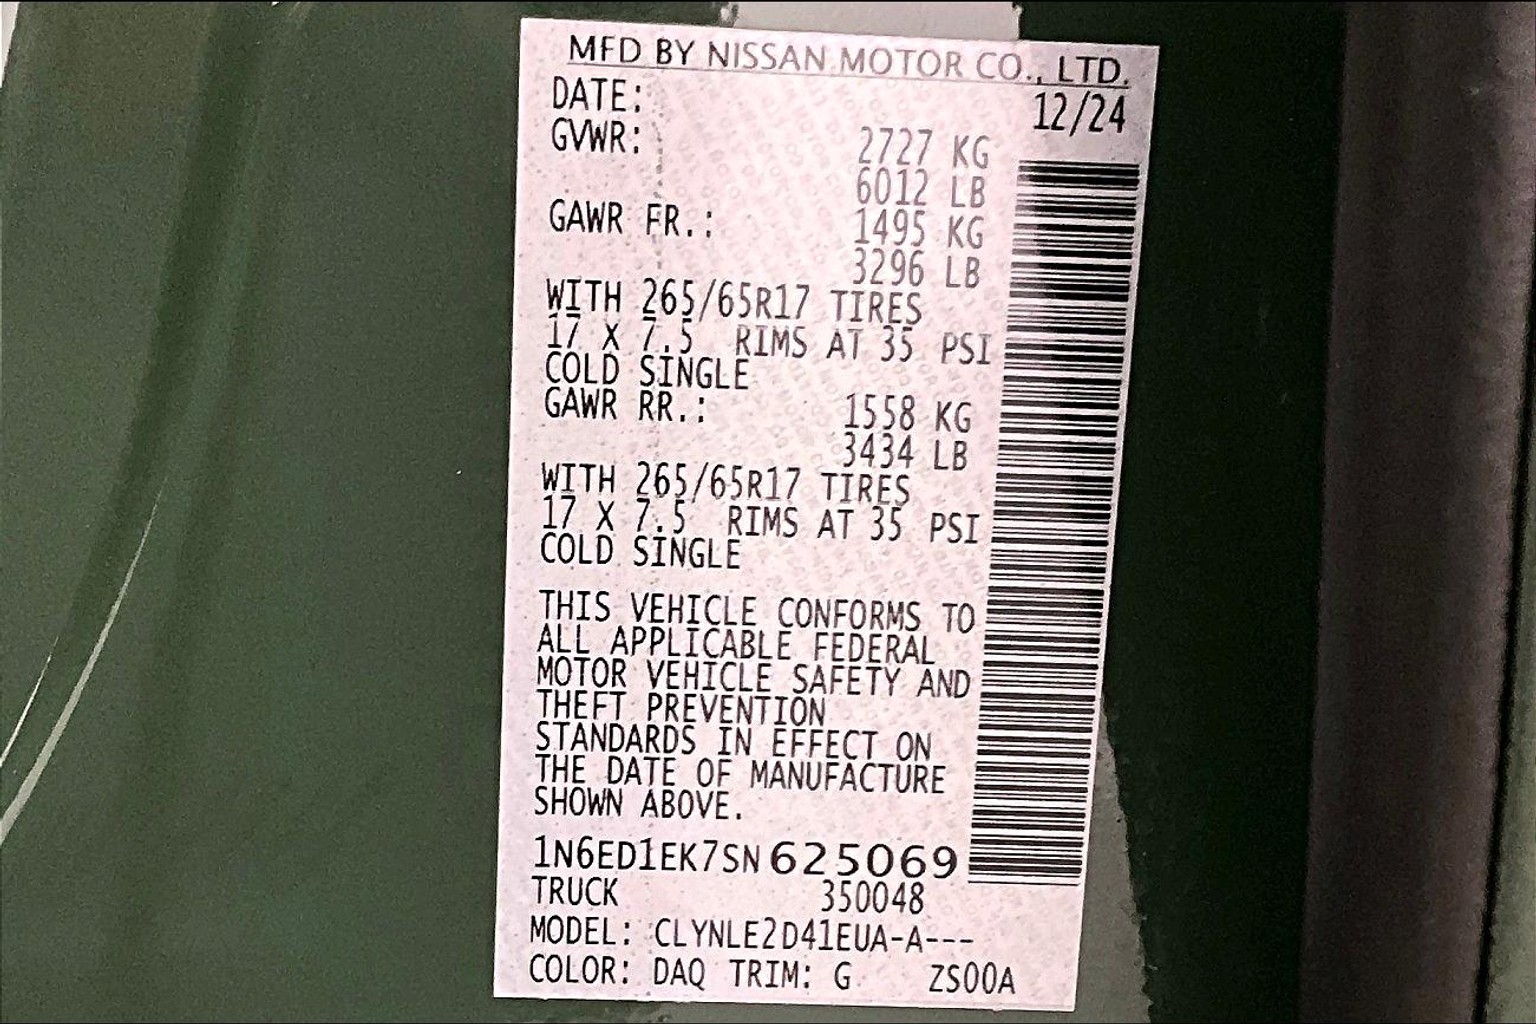 MFD BY NISSAN MOTOR CO., LTD.
DATE: 12/24
GVWR: 2727 KG
6012 LB
GAWR FR.: 1495 KG
3296 LB
WITH 265/65R17 TIRES
17 X 7.5 RIMS AT 35 PSI
COLD SINGLE
GAWR RR.: 1558 KG
3434 LB
WITH 265/65R17 TIRES
17 X 7.5 RIMS AT 35 PSI
COLD SINGLE
THIS VEHICLE CONFORMS TO
ALL APPLICABLE FEDERAL
MOTOR VEHICLE SAFETY AND
THEFT PREVENTION
STANDARDS IN EFFECT ON
THE DATE OF MANUFACTURE
SHOWN ABOVE.
1N6ED1EK7SN625069
TRUCK 350048
MODEL: CLYNLE2D41EUA-A---
COLOR: DAQ TRIM: G ZS00A